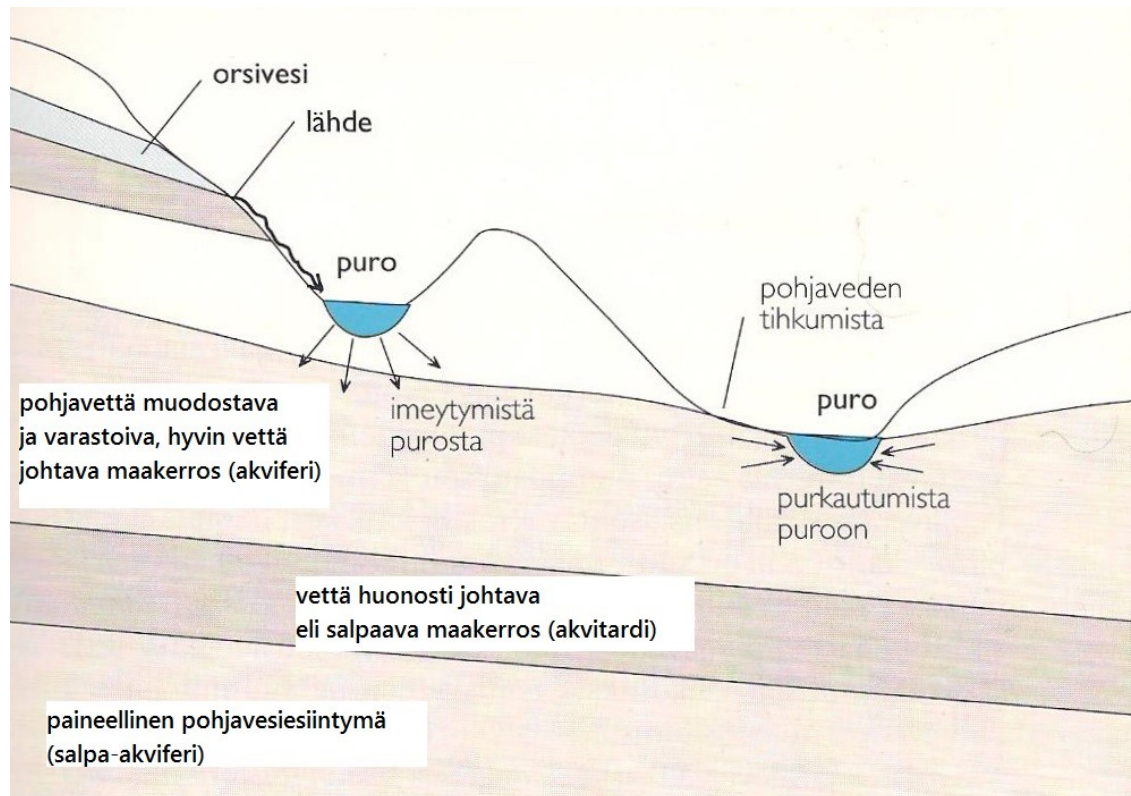 orsivesi
lähde
puro
pohjaveden
tihkumista
pohjavettä muodostava
ja varastoiva, hyvin vettä
johtava maakerros (akviferi)
imeytymistä
purosta
puro
purkautumista
puroon
vettä huonosti johtava
eli salpaava maakerros (akvitardi)
paineellinen pohjavesiesiintymä
(salpa-akviferi)